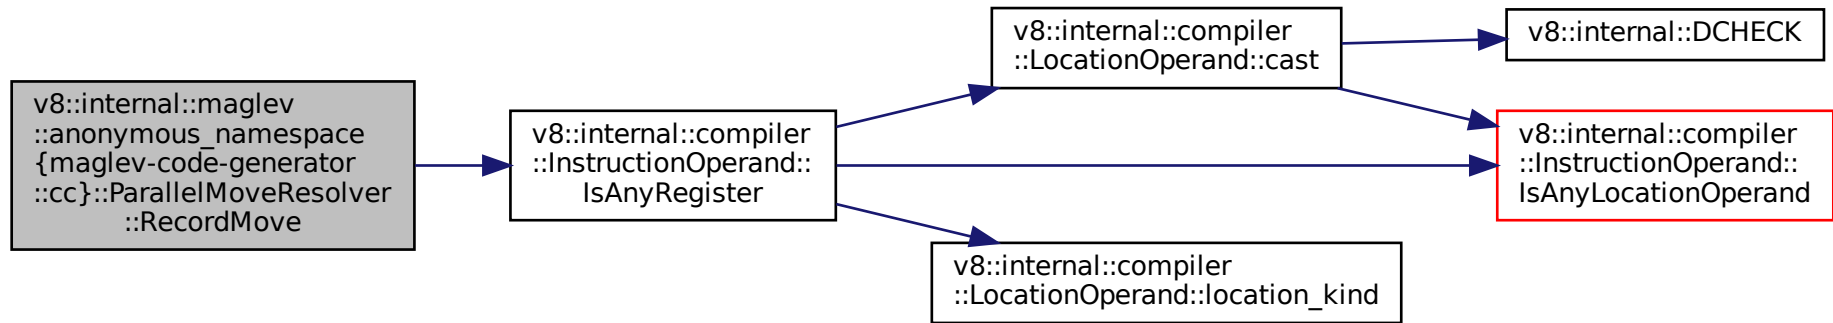 v8::internal::maglev
::anonymous_namespace
{maglev-code-generator
::cc}::ParallelMoveResolver
::RecordMove
v8::internal::compiler
::InstructionOperand::
IsAnyRegister
v8::internal::compiler
::LocationOperand::cast
v8::internal::DCHECK
v8::internal::compiler
::InstructionOperand::
IsAnyLocationOperand
v8::internal::compiler
::LocationOperand::location_kind